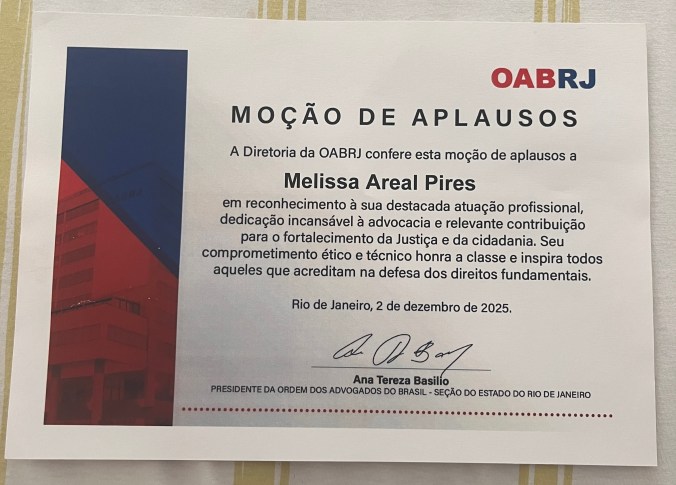 OABRJ
MOÇÃO DE APLAUSOS
A Diretoria da OABRJ confere esta moção de aplausos a
Melissa Areal Pires
em reconhecimento à sua destacada atuação profissional,
dedicação incansável à advocacia e relevante contribuição
para o fortalecimento da Justiça e da cidadania. Seu
comprometimento ético e técnico honra a classe e inspira todos
aqueles que acreditam na defesa dos direitos fundamentais.
Rio de Janeiro, 2 de dezembro de 2025.
Ana Tereza Basilio
PRESIDENTE DA ORDEM DOS ADVOGADOS DO BRASIL - SEÇÃO DO ESTADO DO RIO DE JANEIRO